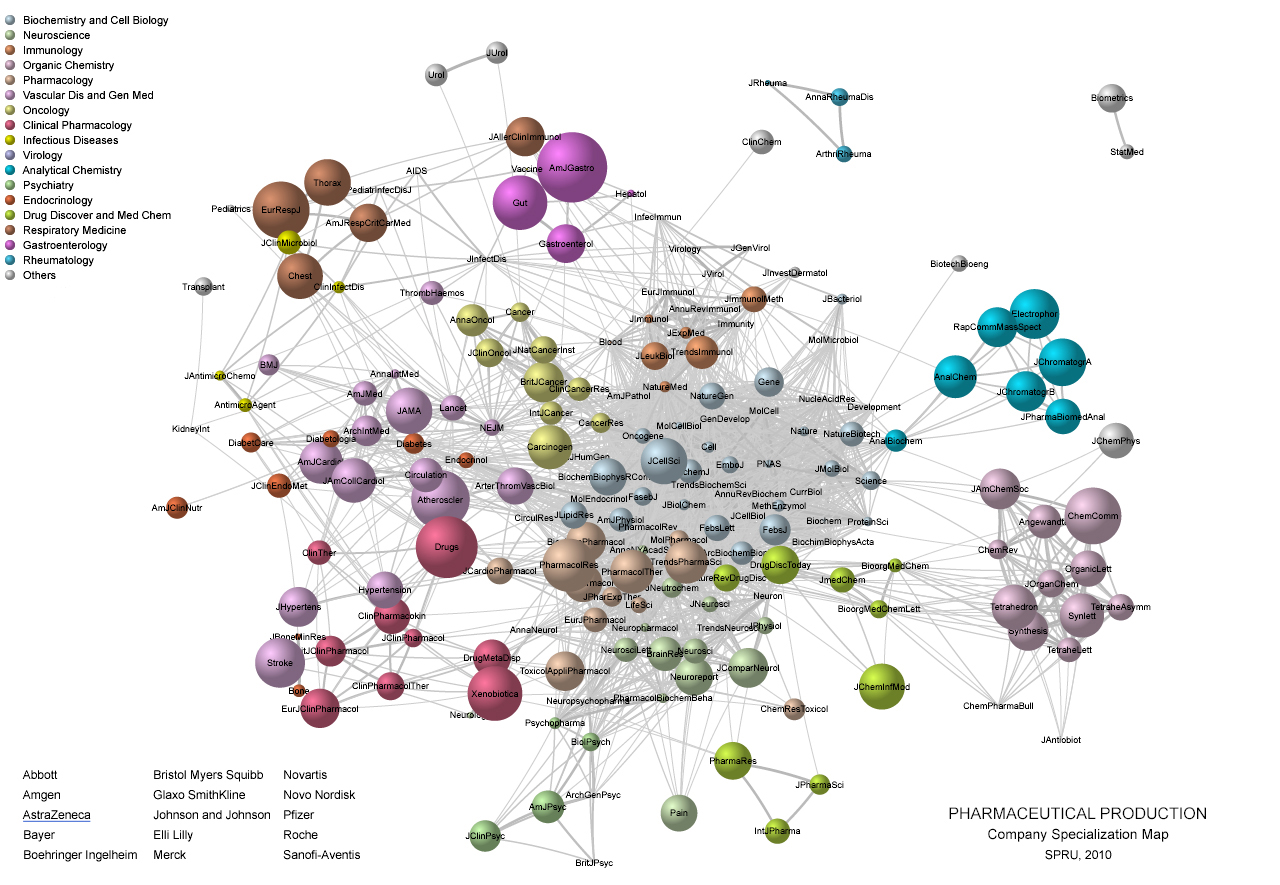 Biochemistry and Cell Biology
Neuroscience
Immunology
Organic Chemistry
Pharmacology
Vascular Dis and Gen Med
Oncology
Clinical Pharmacology
Infectious Diseases
Virology
Analytical Chemistry
Psychiatry
Endocrinology
Drug Discover and Med Chem
Respiratory Medicine
Gastroenterology
Rheumatology
Others
JUrol
Urol
JRheuma
AnnaRheumaDis
ArthriRheuma
Biometrics
StatMed
ClinChem
JAllerClinImmunol
Vaccine
AmJGastro
AIDS
Thorax
PediatrInfecDisJ
Hepatol
Gut
Pediatrics
EurRespJ
AmJRespCritCarMed
InfecImmun
JClinMicrobiol
Gastroenterol
Virology
JGenVirol
JInfectDis
BiotechBioeng
Chest
JVirol
JInvestDermatol
Transplant
ClinInfectDis
ThrombHaemos
EurJImmunol
JImmunolMeth
JBacteriol
AnnuRevImmunol
Cancer
AnnaOncol
JImmunol
Immunity
Electrophor
RapCommMassSpect
JExpMed
Blood
MolMicrobiol
JClinOncol
JNatCancerInst
JLeukBiol
TrendsImmunol
JChromatogrA
BMJ
AnnaIntMed
JAntimicroChemo
AnalChem
BritJCancer
ClinCancerRes
NatureMed
Gene
AmJMed
AmJPathol
NatureGen
JChromatogrB
NucleicAcidRes
AntimicroAgent
JAMA
Lancet
IntJCancer
MolCell
Development
JPharmaBiomedAnal
GenDevelop
CancerRes
MolCellBiol
KidneyInt
ArchIntMed
NEJM
Nature
NatureBiotech
Oncogene
AnalBiochem
JChemPhys
DiabetCare
Diabetologia
Diabetes
Carcinogen
Cell
JHumGen
AmJCardio
Endocrinol
JCellSci
EmboJ
PNAS
JMolBiol
Circulation
JAmCollCardiol
BiochemBiophysRCom
Science
TrendsBiochemSci
JClinEndoMet
ArterThromVascBiol
JAmChemSoc
AnnuRevBiochem
CurrBiol
Atheroscler
MolEndocrinol
FasebJ
JBiolChem
MethEnzymol
AmJClinNutr
CirculRes
JLipidRes
AmJPhysiol
JCellBiol
Biochem
ProteinSci
ChemComm
PharmacolRev
FebsLett
FebsJ
MolPharmacol
BiochimBiophysActa
Drugs
ClinTher
ChemRev
TrendsPharmaSci
DrugDiscToday
PharmacolRes
PharmacolTher
JCardioPharmacol
BioorgMedChem
OrganicLett
JmedChem
JOrganChem
Hypertension
JNeutrochem
JParExpTher
Neuron
JHypertens
LifeSci
JNeurosci
BioorgMedChemLett
Tetrahedron
TetraheAsymm
ClinPharmacokin
EurJPharmacol
Synlett
AnnaNeurol
Neuropharmacol
TrendsNeurosci
JPhysiol
Synthesis
JBoneMinRes
JClinPharmacol
NeurosciLett
BrainRes
Neurosci
TetraheLett
Stroke
DrugMetaDisp
ToxicolAppliPharmacol
JComparNeurol
Neuroreport
ClinPharmacolTher
JChemInfMod
Bone
Xenobiotica
Neuropsychopharma
PharmacolBiochemBeha
EurJClinPharmacol
ChemResToxicol
ChemPharmaBull
Psychopharma
BiolPsych
JAntiobiot
PharmaRes
JPharmaSci
ArchGenPsyc
AmJPsyc
Pain
JClinPsyc
IntJPharma
BritJPsyc
Abbott
Amgen
AstraZeneca
Bayer
Boehringer Ingelheim
Bristol Myers Squibb
Glaxo SmithKline
Johnson and Johnson
Elli Lilly
Merck
Novartis
Novo Nordisk
Pfizer
Roche
Sanofi-Aventis
PHARMACEUTICAL PRODUCTION
Company Specialization Map
SPRU, 2010